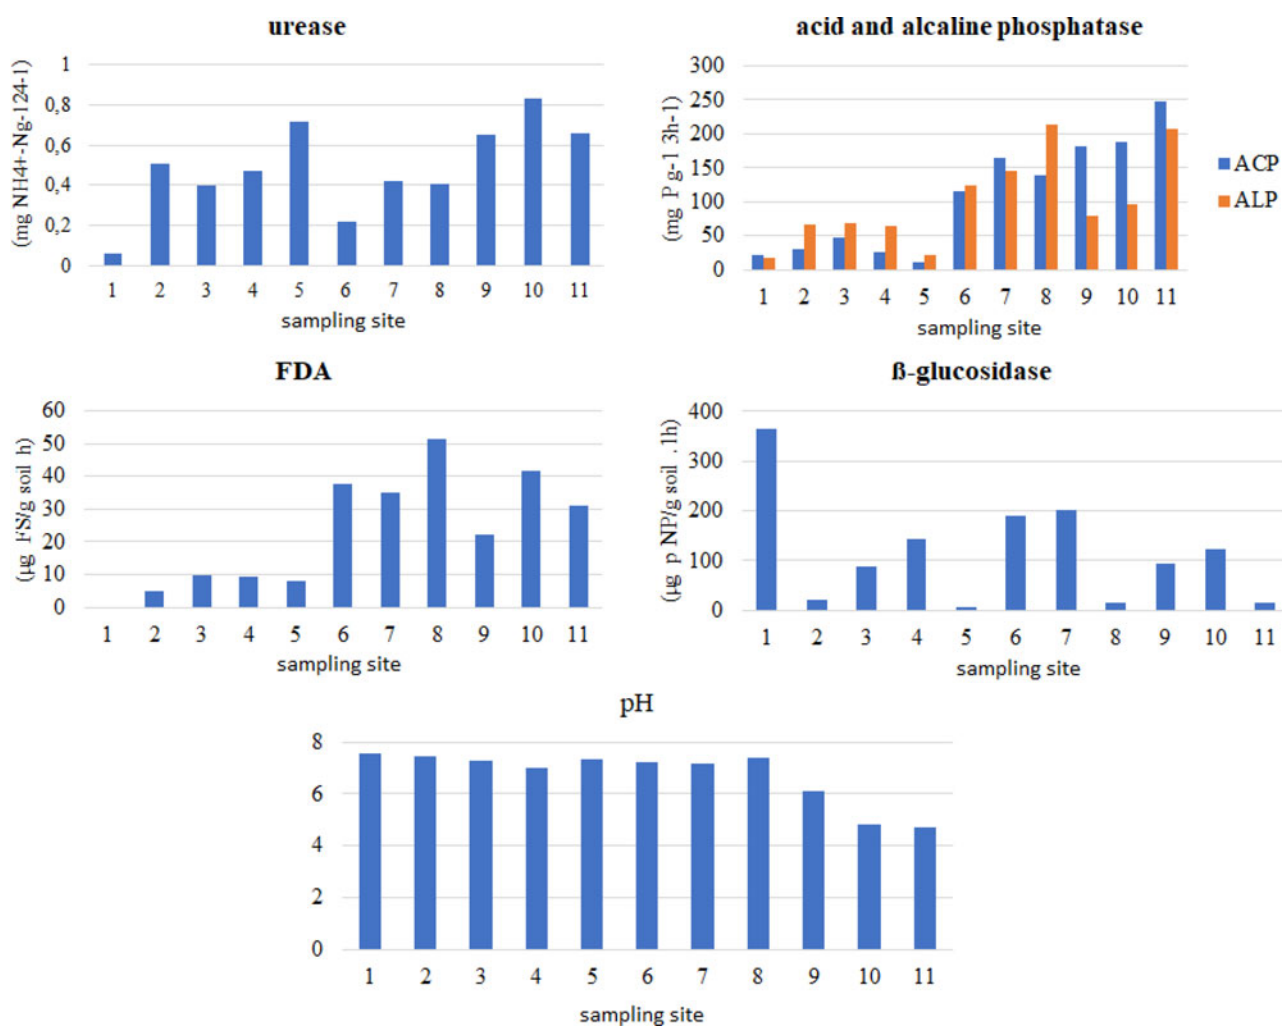 urease
(mg NH4+-Ng-124-1)
1
0,8
0,6
0,4
0,2
0
1 2 3 4 5 6 7 8 9 10 11
sampling site
acid and alcaline phosphatase
(mg P g-1 3h-1)
300
250
200
150
100
50
0
1 2 3 4 5 6 7 8 9 10 11
sampling site
ACP
ALP
FDA
(µg FS/g soil h)
60
50
40
30
20
10
0
1 2 3 4 5 6 7 8 9 10 11
sampling site
ß-glucosidase
(µg p NP/g soil .1h)
400
300
200
100
0
1 2 3 4 5 6 7 8 9 10 11
sampling site
pH
8
6
4
2
0
1 2 3 4 5 6 7 8 9 10 11
sampling site